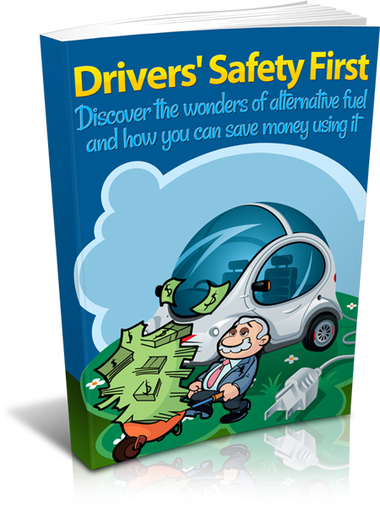 Drivers' Safety First
Discover the wonders of alternative fuel
and how you can save money using it